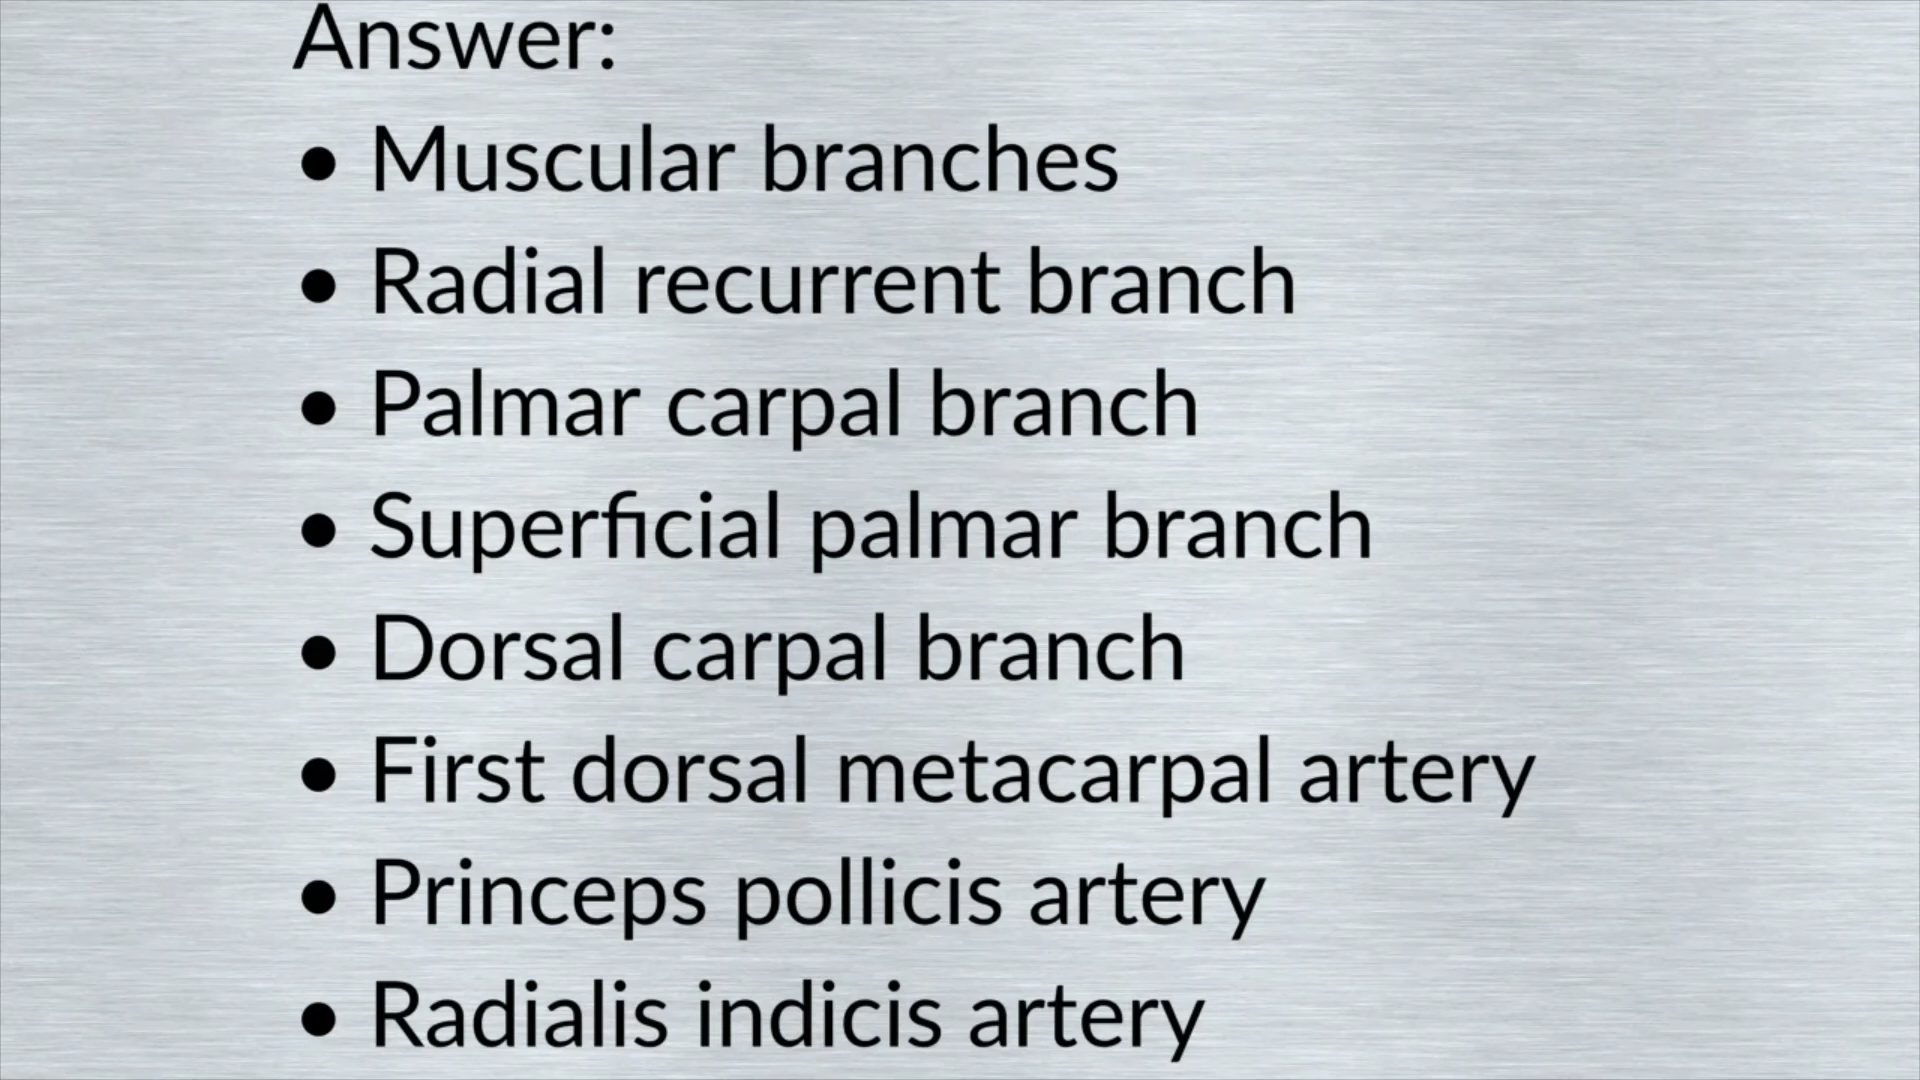 Answer:
• Muscular branches
• Radial recurrent branch
• Palmar carpal branch
• Superficial palmar branch
• Dorsal carpal branch
• First dorsal metacarpal artery
• Princeps pollicis artery
• Radialis indicis artery